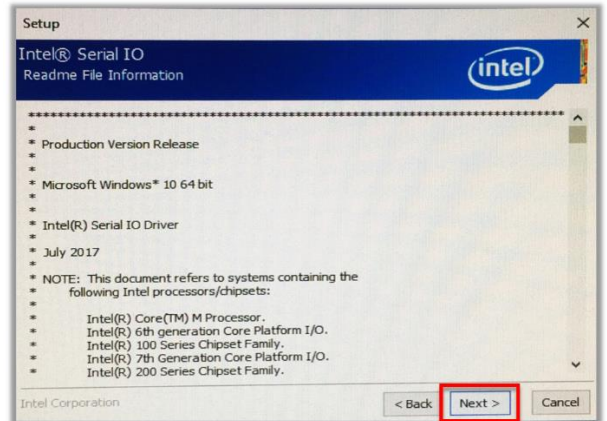 Setup
Intel® Serial IO
Readme File Information
intel
************************************************************************
*
* Production Version Release
*
* Microsoft Windows* 10 64 bit
*
*
* Intel(R) Serial IO Driver
*
* July 2017
*
* NOTE: This document refers to systems containing the
* following Intel processors/chipsets:
*
* Intel(R) Core(TM) M Processor.
* Intel(R) 6th generation Core Platform I/O.
* Intel(R) 100 Series Chipset Family.
* Intel(R) 7th Generation Core Platform I/O.
* Intel(R) 200 Series Chipset Family.
Intel Corporation
< Back
Next >
Cancel